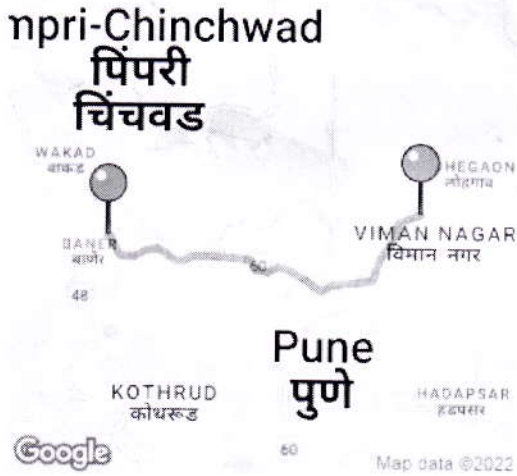 mpri-Chinchwad
पिंपरी
चिंचवड
WAKAD
वाकड
HEGAON
लोहगाव
BANER
बाणेर
VIMAN NAGAR
विमान नगर
60
48
Pune
पुणे
KOTHRUD
कोथरूड
HADAPSAR
हडपसर
Google
60
Map data ©2022